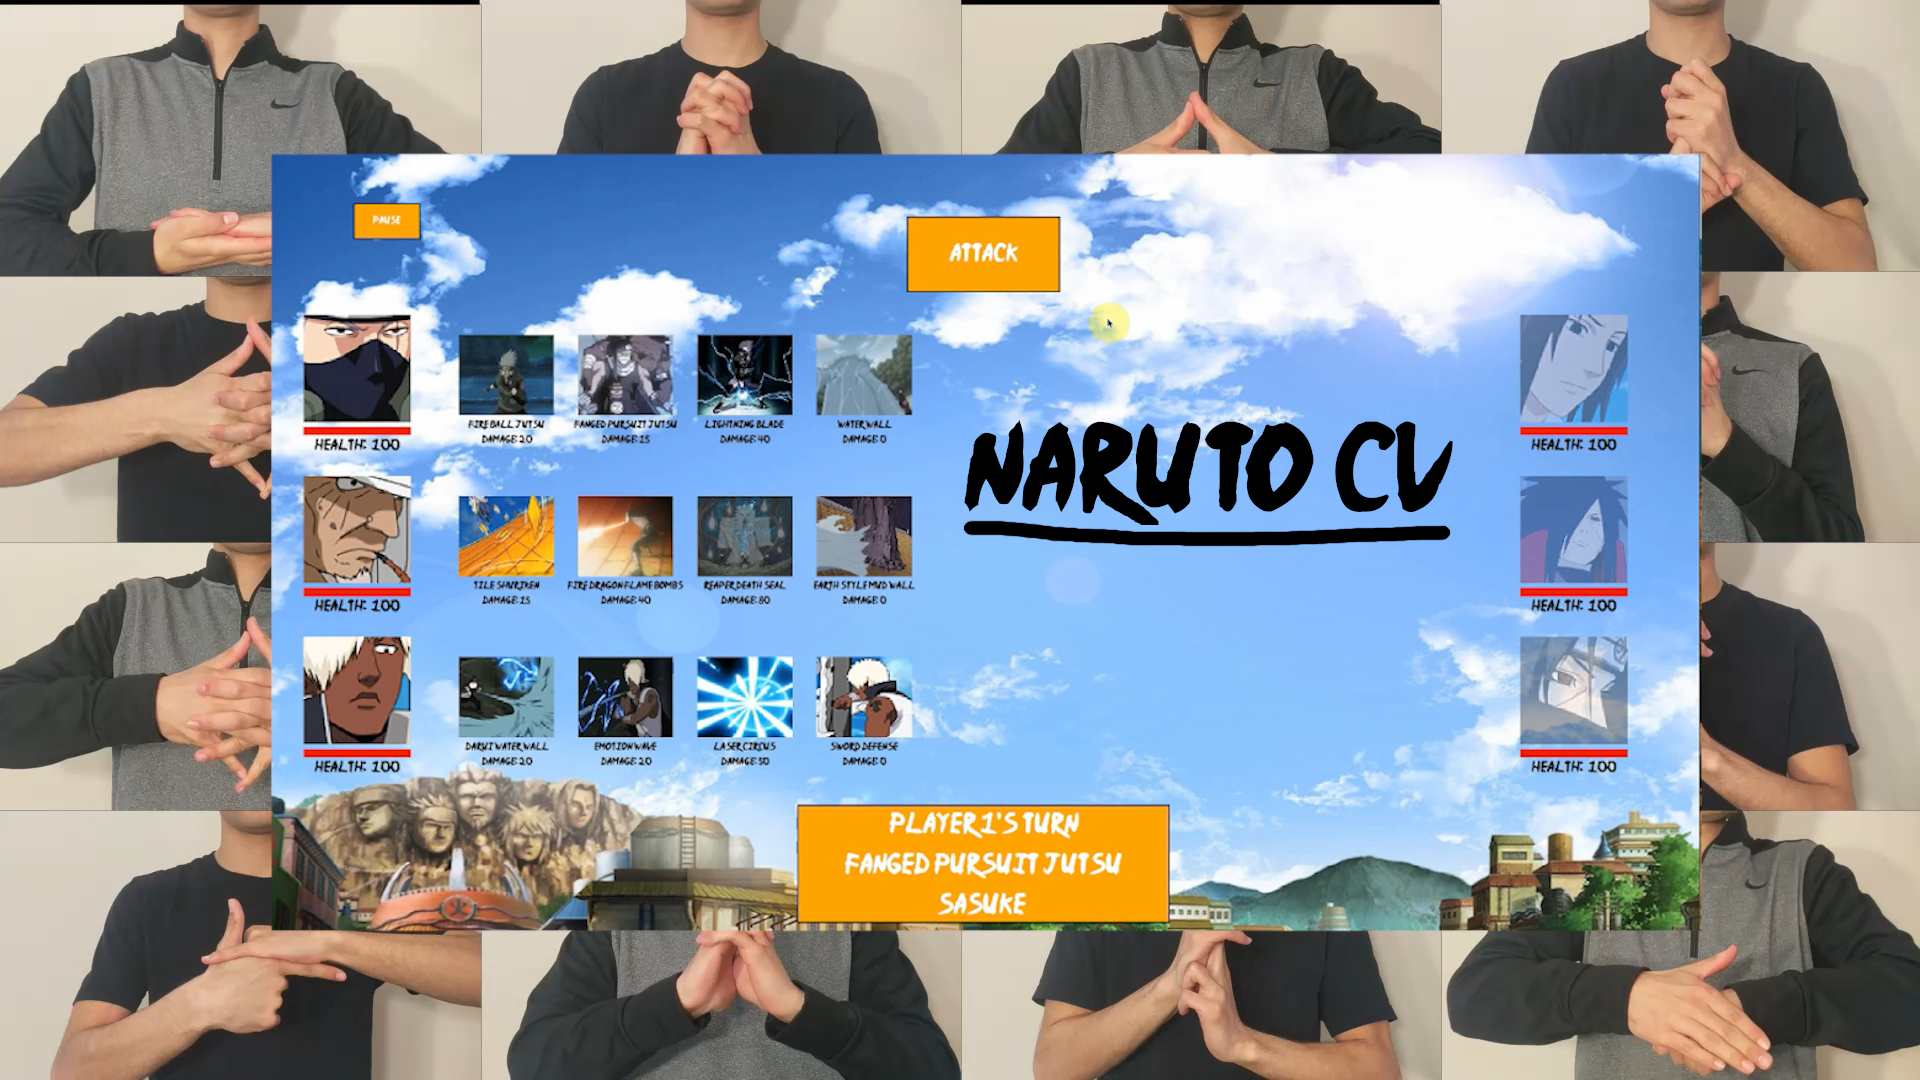 PAUSE
ATTACK
FIREBALL JUTSU
DAMAGE: 20
FANGED PURSUIT JUTSU
DAMAGE: 15
LIGHTNING BLADE
DAMAGE: 40
WATER WALL
DAMAGE: 0
HEALTH: 100
HEALTH: 100
NARUTO CV
TILE SHURIKEN
DAMAGE: 15
FIRE DRAGON FLAME BOMBS
DAMAGE: 40
REAPER DEATH SEAL
DAMAGE: 80
EARTH STYLE MUD WALL
DAMAGE: 0
HEALTH: 100
HEALTH: 100
DARUI WATER WALL
DAMAGE: 20
EMOTION WAVE
DAMAGE: 20
LASER CIRCUS
DAMAGE: 50
SWORD DEFENSE
DAMAGE: 0
HEALTH: 100
HEALTH: 100
PLAYER 1'S TURN
FANGED PURSUIT JUTSU
SASUKE